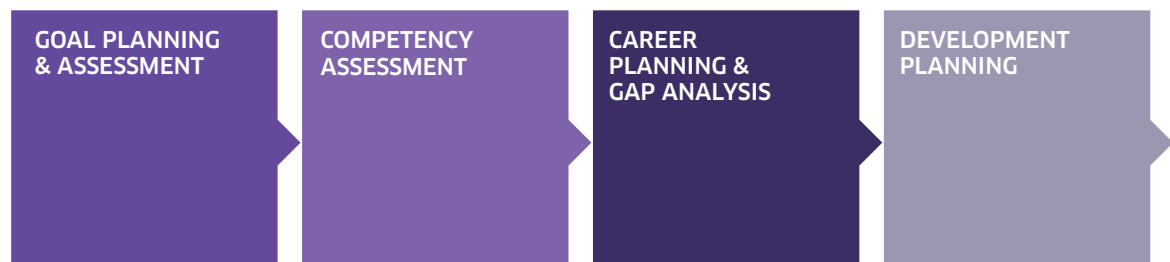 GOAL PLANNING
& ASSESSMENT
COMPETENCY
ASSESSMENT
CAREER
PLANNING &
GAP ANALYSIS
DEVELOPMENT
PLANNING